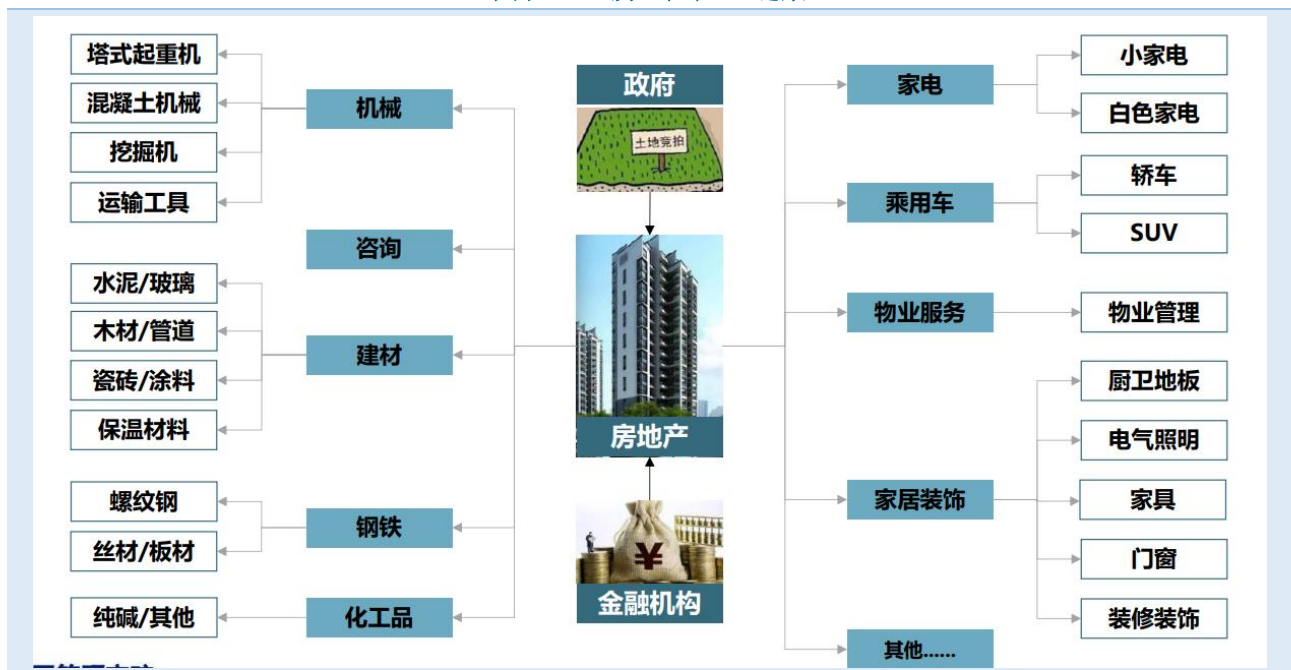 塔式起重机
混凝土机械
挖掘机
运输工具
机械
咨询
水泥/玻璃
木材/管道
瓷砖/涂料
保温材料
建材
螺纹钢
丝材/板材
钢铁
纯碱/其他
化工品
政府
土地竞拍
房地产
¥
金融机构
家电
小家电
白色家电
乘用车
轿车
SUV
物业服务
物业管理
家居装饰
厨卫地板
电气照明
家具
门窗
装修装饰
其他......